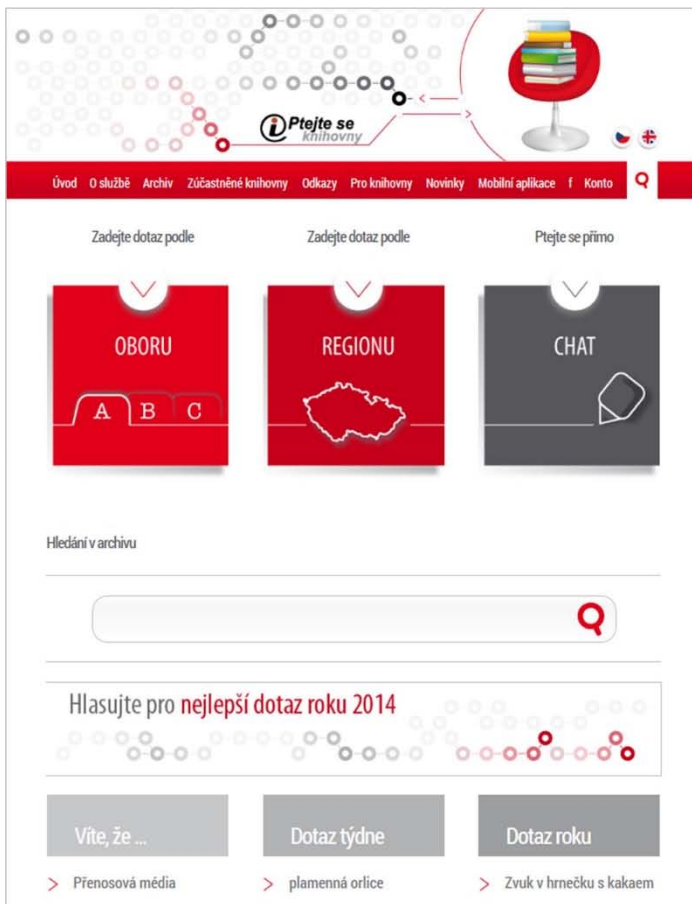 Ptejte se
knihovny
Úvod O službě Archiv Zúčastněné knihovny Odkazy Pro knihovny Novinky Mobilní aplikace f Konto
Zadejte dotaz podle Zadejte dotaz podle Ptejte se přímo
OBORU REGIONU CHAT
A B C
Hledání v archivu
Hlasujte pro nejlepší dotaz roku 2014
Víte, že ... Dotaz týdne Dotaz roku
> Přenosová média > plamenná orlice > Zvuk v hrnečku s kakaem